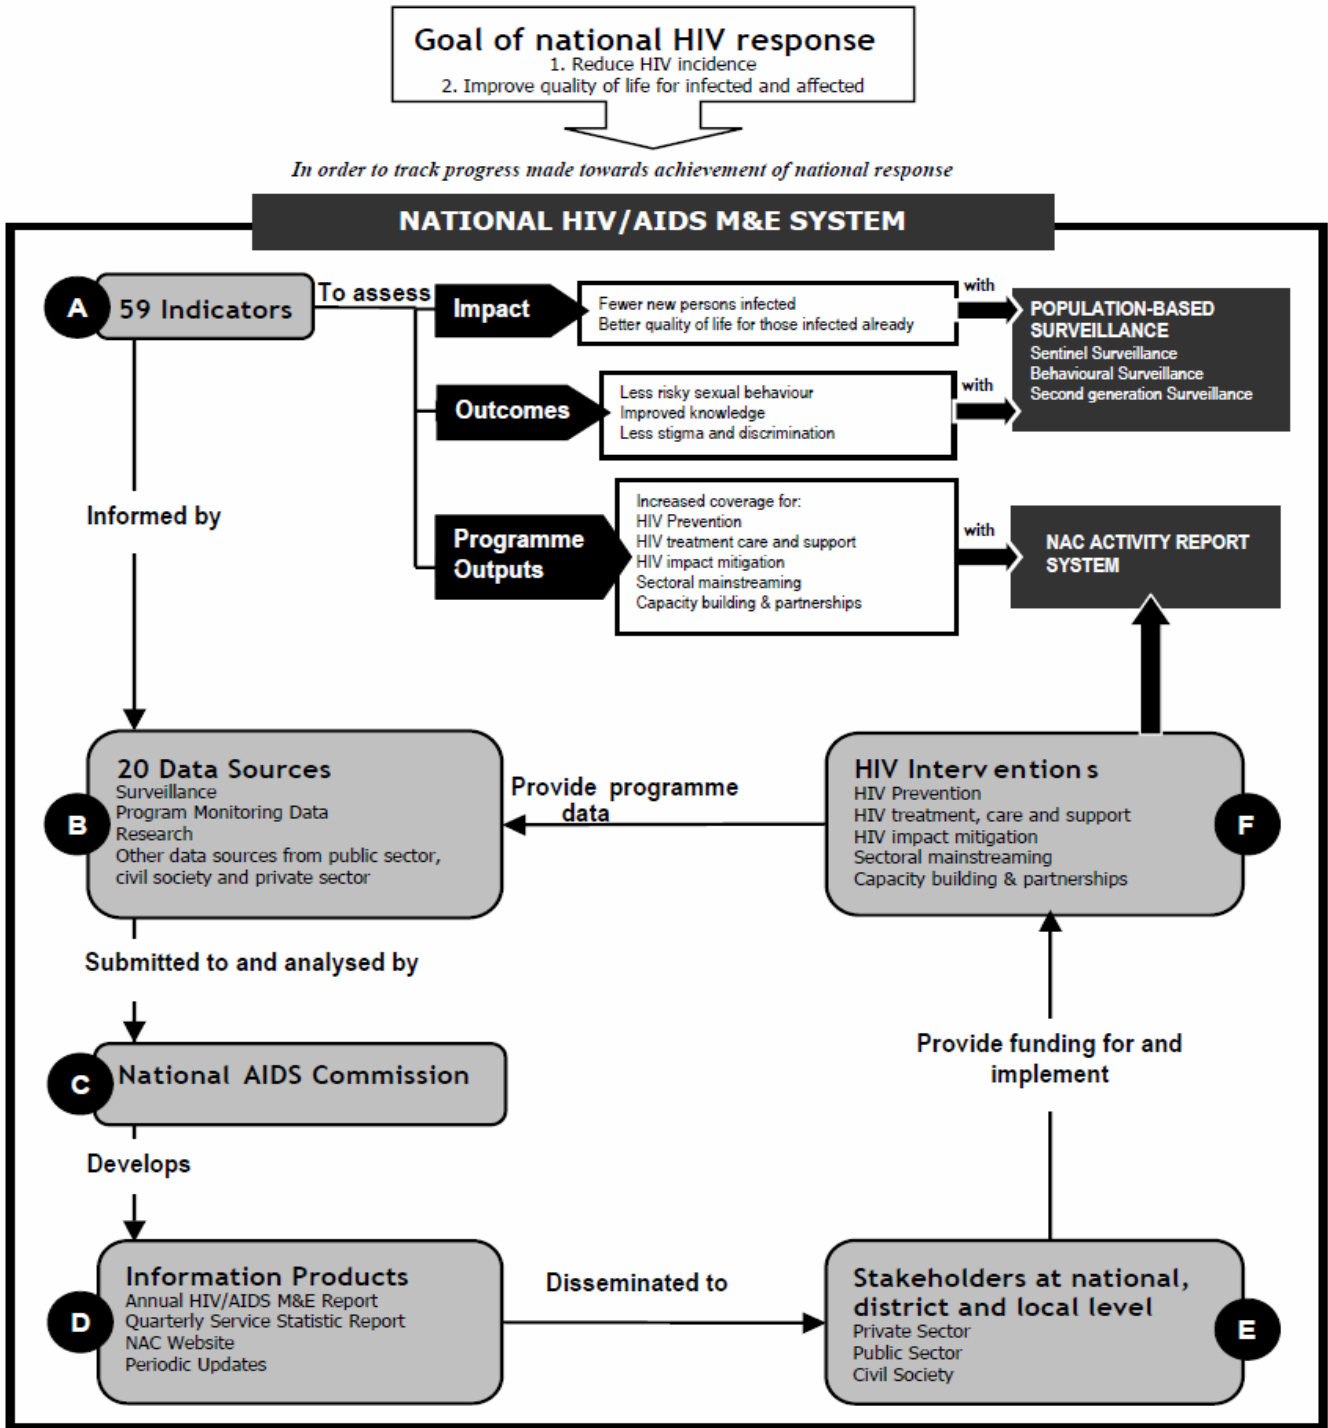 Goal of national HIV response
1. Reduce HIV incidence
2. Improve quality of life for infected and affected
In order to track progress made towards achievement of national response
NATIONAL HIV/AIDS M&E SYSTEM
A
59 Indicators
To assess
Impact
Fewer new persons infected
Better quality of life for those infected already
with
POPULATION-BASED
SURVEILLANCE
Sentinel Surveillance
Behavioural Surveillance
Second generation Surveillance
Outcomes
Less risky sexual behaviour
Improved knowledge
Less stigma and discrimination
with
Informed by
Programme
Outputs
Increased coverage for:
HIV Prevention
HIV treatment care and support
HIV impact mitigation
Sectoral mainstreaming
Capacity building & partnerships
with
NAC ACTIVITY REPORT
SYSTEM
B
20 Data Sources
Surveillance
Program Monitoring Data
Research
Other data sources from public sector,
civil society and private sector
Provide programme
data
HIV Interventions
HIV Prevention
HIV treatment, care and support
HIV impact mitigation
Sectoral mainstreaming
Capacity building & partnerships
F
Submitted to and analysed by
C
National AIDS Commission
Provide funding for and
implement
Develops
D
Information Products
Annual HIV/AIDS M&E Report
Quarterly Service Statistic Report
NAC Website
Periodic Updates
Disseminated to
Stakeholders at national,
district and local level
Private Sector
Public Sector
Civil Society
E